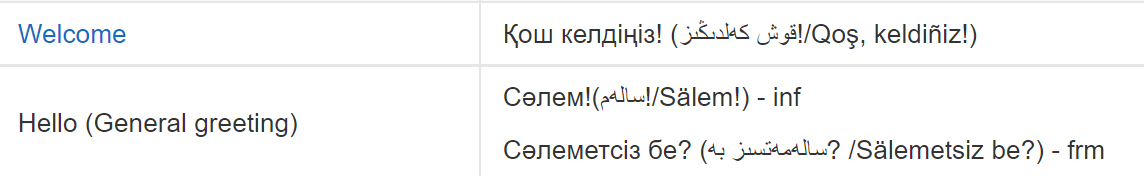 Welcome
Қош келдіңіз! (قوش كەلدىڭىز!/Qoş, keldiñiz!)
Hello (General greeting)
Сәлем!(سالەم!/Sälem!) - inf
Сәлеметсіз бе? (سالەمەتسىز بە? /Sälemetsiz be?) - frm